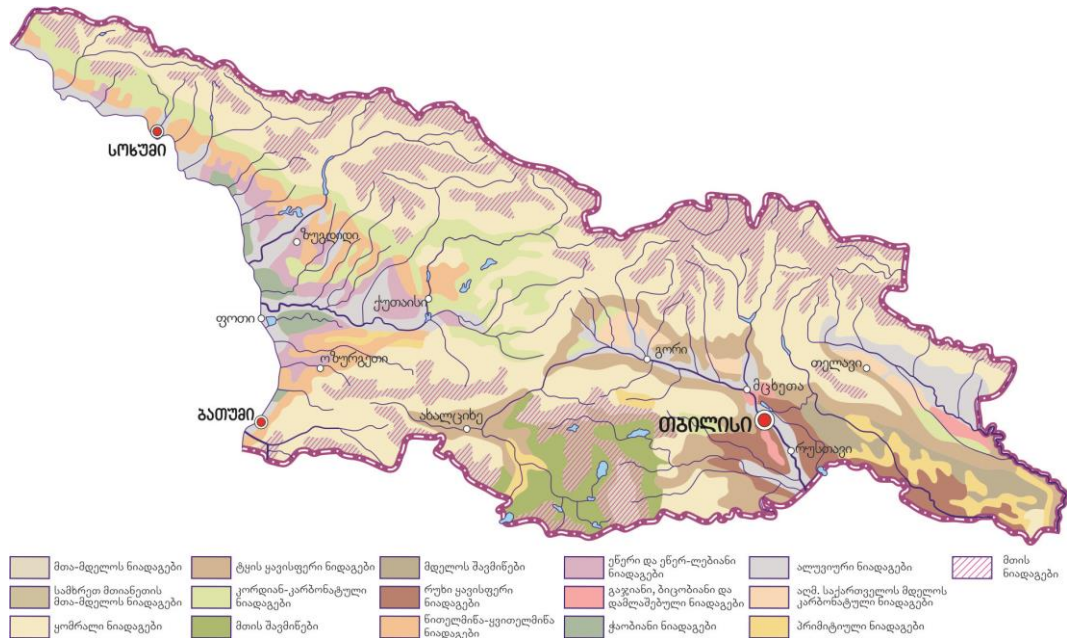 სოხუმი
ზუგდიდი
ქუთაისი
ფოთი
ოზურგეთი
ბათუმი
ახალციხე
გორი
მცხეთა
თელავი
თბილისი
რუსთავი
მთა-მდელოს ნიადაგები
სამხრეთ მთიანეთის
მთა-მდელოს ნიადაგები
ყომრალი ნიადაგები
ტყის ყავისფერი ნიდაგები
კორდიან-კარბონატული
ნიადაგები
მთის შავმიწები
მდელოს შავმიწები
რუხი ყავისფერი
ნიადაგები
წითელმიწა-ყვითელმიწა
ნიადაგები
ეწერი და ეწერ-ლებიანი
ნიადაგები
გაჯიანი, ბიცობიანი და
დამლაშებული ნიადაგები
ჭაობიანი ნიადაგები
ალუვიური ნიადაგები
აღმ. საქართველოს მდელოს
კარბონატული ნიადაგები
პრიმიტიული ნიადაგები
მთის
ნიადაგები